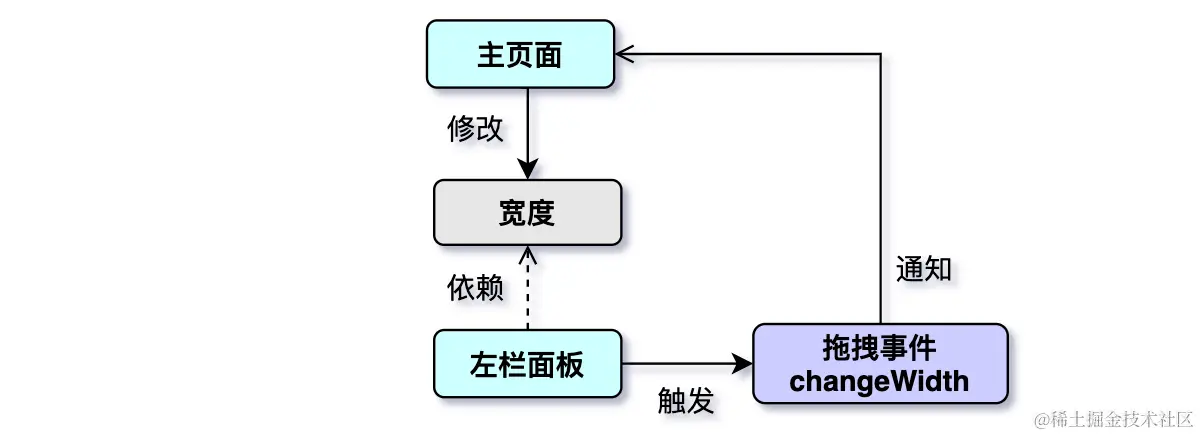 主页面
修改
宽度
依赖
通知
左栏面板
触发
拖拽事件
changeWidth
@稀土掘金技术社区